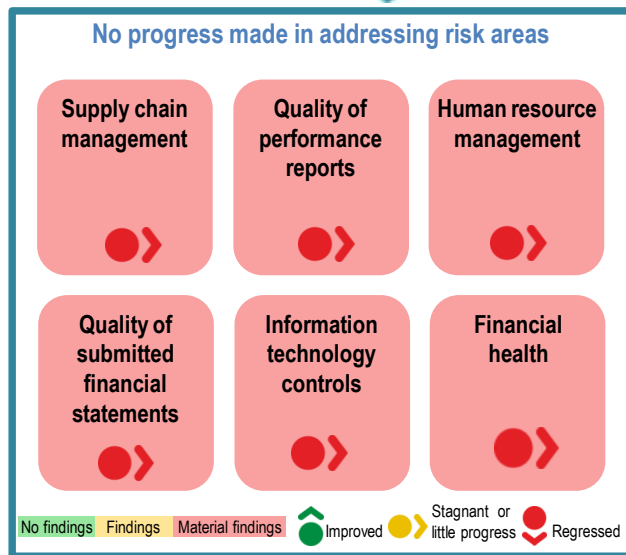 No progress made in addressing risk areas
Supply chain
management
Quality of
performance
reports
Human resource
management
Quality of
submitted
financial
statements
Information
technology
controls
Financial
health
No findings
Findings
Material findings
Improved
Stagnant or
little progress
Regressed